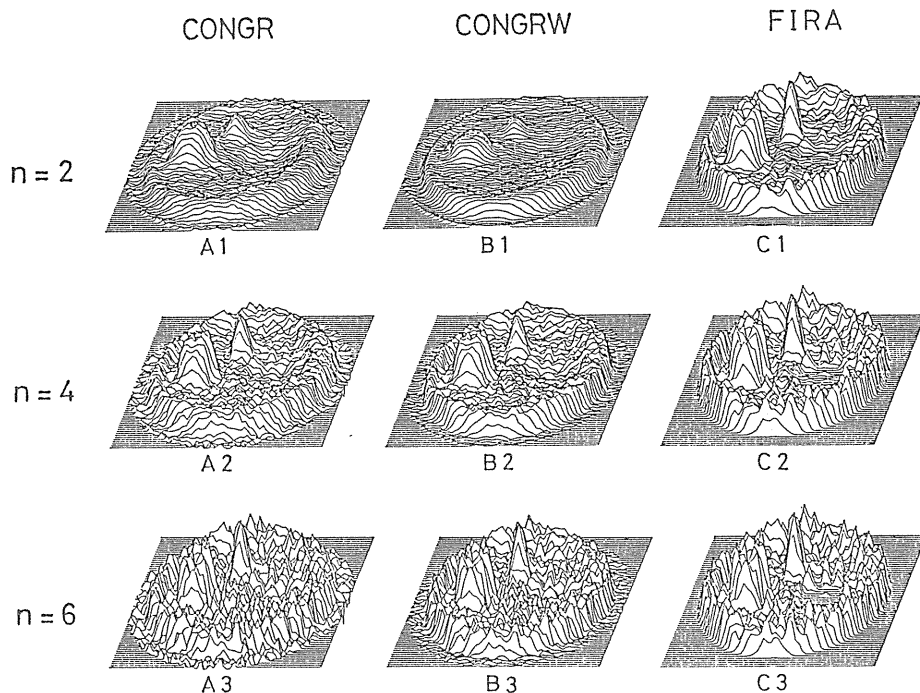 CONGR CONGRW FIRA
n = 2
A1 B1 C1
n = 4
A2 B2 C2
n = 6
A3 B3 C3